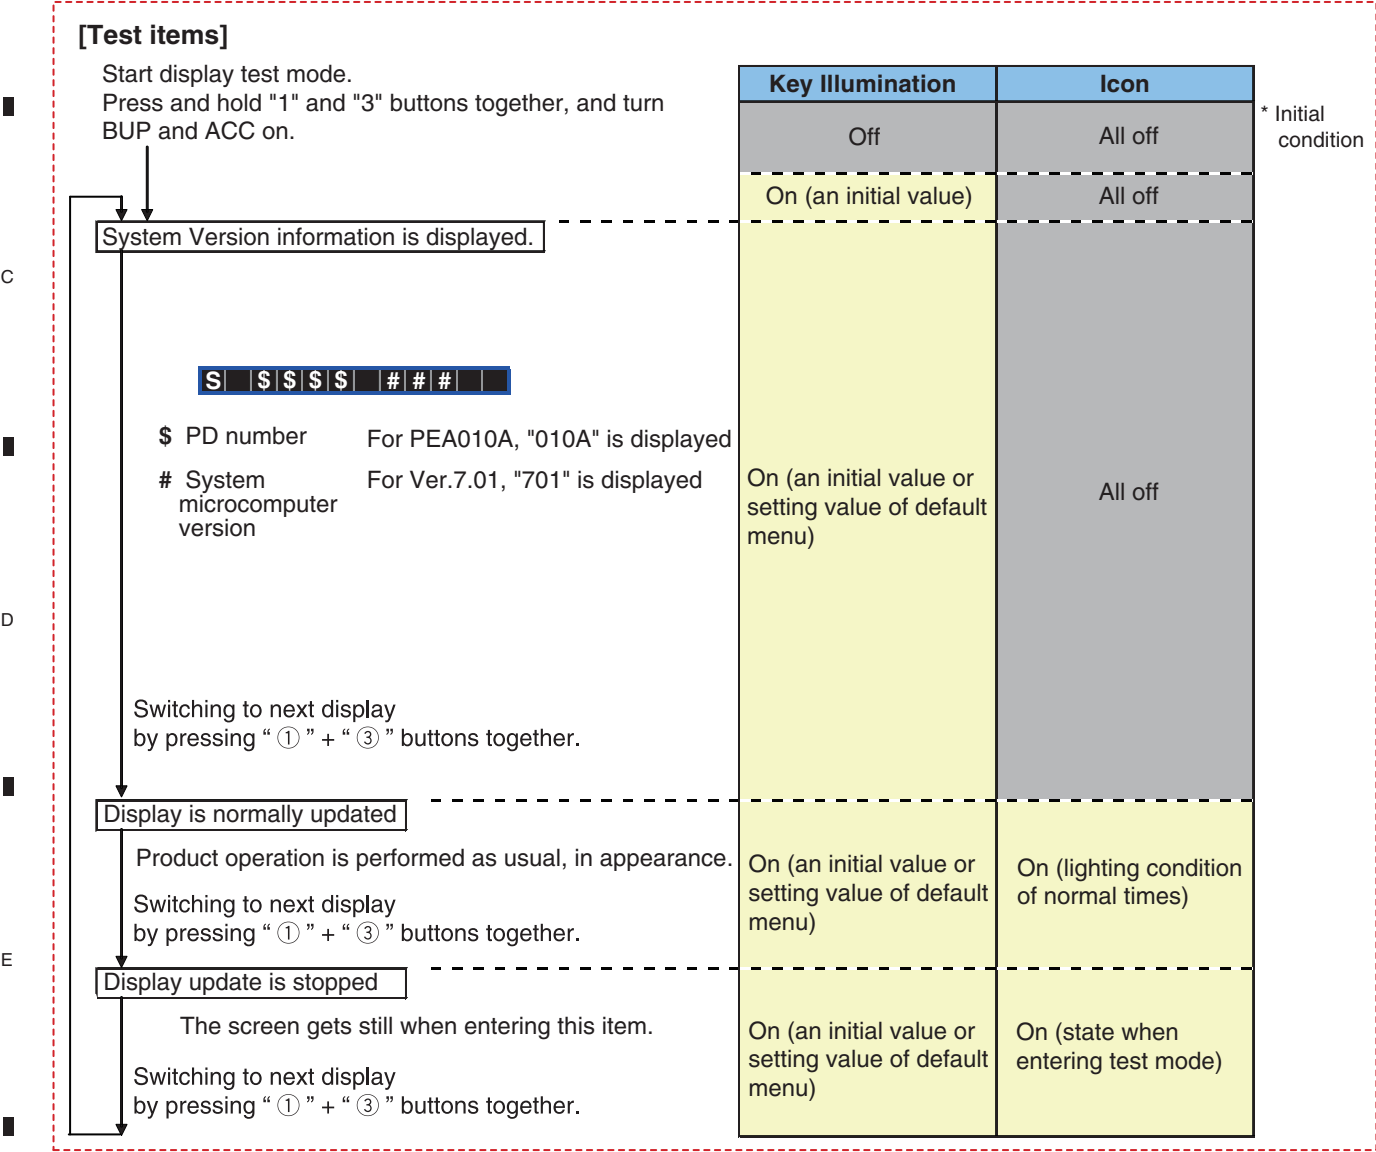 [Test items]
Start display test mode.
Press and hold "1" and "3" buttons together, and turn
BUP and ACC on.
Key Illumination
Icon
Off
All off
* Initial
condition
On (an initial value)
All off
System Version information is displayed.
C
S $ $ $ $ # # #
$ PD number
For PEA010A, "010A" is displayed
# System
microcomputer
version
For Ver.7.01, "701" is displayed
On (an initial value or
setting value of default
menu)
All off
D
Switching to next display
by pressing “ ① ” + “ ③ ” buttons together.
Display is normally updated
Product operation is performed as usual, in appearance.
Switching to next display
by pressing “ ① ” + “ ③ ” buttons together.
On (an initial value or
setting value of default
menu)
On (lighting condition
of normal times)
E
Display update is stopped
The screen gets still when entering this item.
Switching to next display
by pressing “ ① ” + “ ③ ” buttons together.
On (an initial value or
setting value of default
menu)
On (state when
entering test mode)